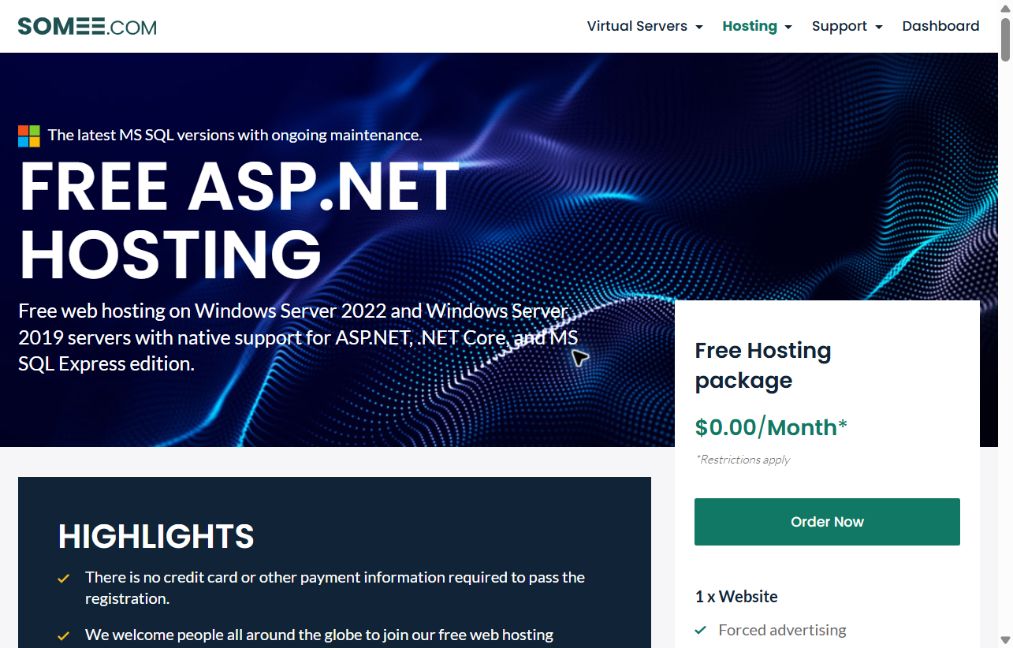 SOMEE.COM
Virtual Servers
Hosting
Support
Dashboard
The latest MS SQL versions with ongoing maintenance.
FREE ASP.NET
HOSTING
Free web hosting on Windows Server 2022 and Windows Server
2019 servers with native support for ASP.NET, .NET Core, and MS
SQL Express edition.
Free Hosting
package
$0.00/Month*
*Restrictions apply
Order Now
1 x Website
Forced advertising
HIGHLIGHTS
There is no credit card or other payment information required to pass the
registration.
We welcome people all around the globe to join our free web hosting